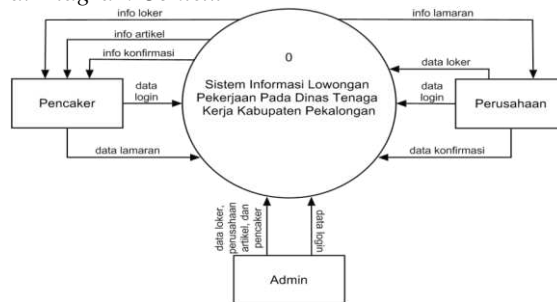 info loker
info artikel
info konfirmasi
info lamaran
0
Sistem Informasi Lowongan
Pekerjaan Pada Dinas Tenaga
Kerja Kabupaten Pekalongan
Pencaker
data
login
data lamaran
data loker
data
login
Perusahaan
data konfirmasi
data loker,
perusahaan
artikel, dan
pencaker
data login
Admin